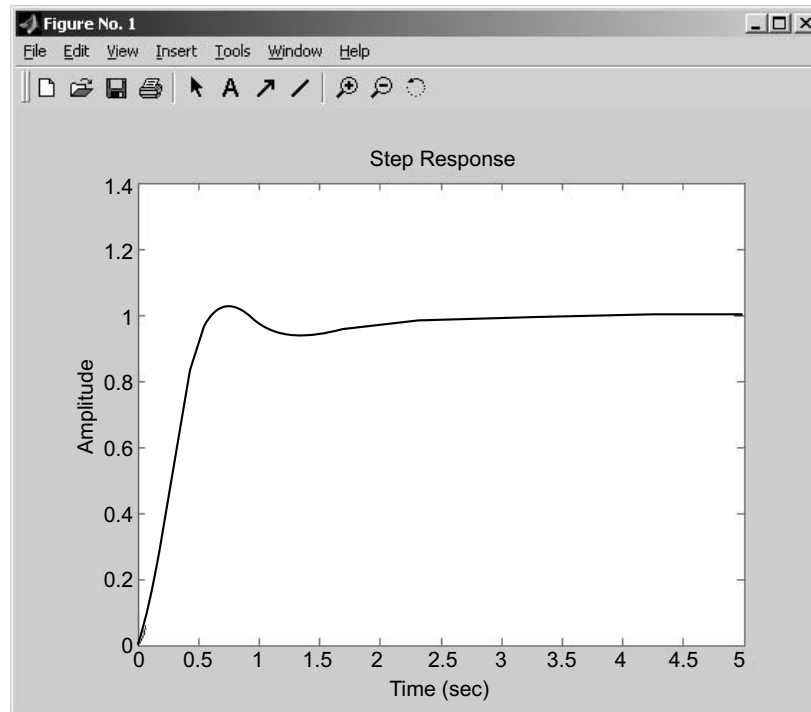 Figure No. 1
File Edit View Insert Tools Window Help
A
Step Response
Amplitude
1.4
1.2
1
0.8
0.6
0.4
0.2
0
0 0.5 1 1.5 2 2.5 3 3.5 4 4.5 5
Time (sec)